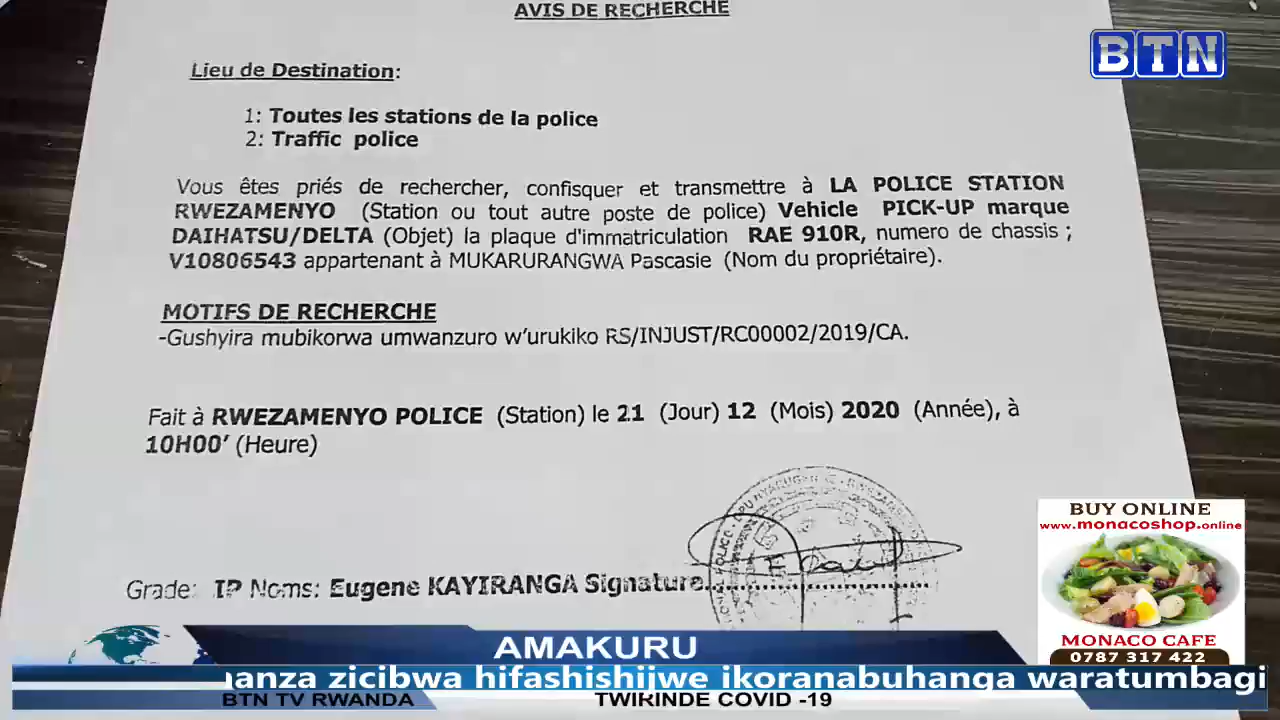 AVIS DE RECHERCHE
BTN
Lieu de Destination:
1: Toutes les stations de la police
2: Traffic police
Vous êtes priés de rechercher, confisquer et transmettre à LA POLICE STATION
RWEZAMENYO (Station ou tout autre poste de police) Vehicle PICK-UP marque
DAIHATSU/DELTA (Objet) la plaque d'immatriculation RAE 910R, numero de chassis ;
V10806543 appartenant à MUKARURANGWA Pascasie (Nom du propriétaire).
MOTIFS DE RECHERCHE
-Gushyira mubikorwa umwanzuro w'urukiko RS/INJUST/RC00002/2019/CA.
Fait à RWEZAMENYO POLICE (Station) le 21 (Jour) 12 (Mois) 2020 (Année), à
10H00' (Heure)
Grade: IP Noms: Eugene KAYIRANGA Signature
BUY ONLINE
www.monacoshop.online
MONACO CAFE
0787 317 422
AMAKURU
zicibwa hifashishijwe ikoranabuhanga waratumbagi
BTN TV RWANDA TWIRINDE COVID -19